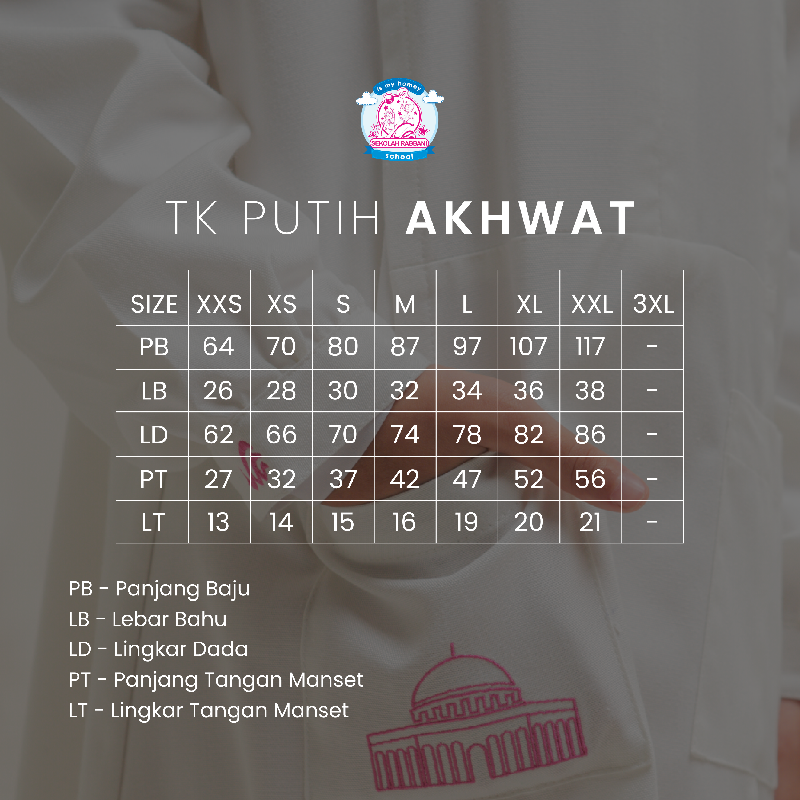 is my homey
SEKOLAH RABBANI
school
TK PUTIH AKHWAT
SIZE XXS XS S M L XL XXL 3XL
PB 64 70 80 87 97 107 117 -
LB 26 28 30 32 34 36 38 -
LD 62 66 70 74 78 82 86 -
PT 27 32 37 42 47 52 56 -
LT 13 14 15 16 19 20 21 -
PB - Panjang Baju
LB - Lebar Bahu
LD - Lingkar Dada
PT - Panjang Tangan Manset
LT - Lingkar Tangan Manset